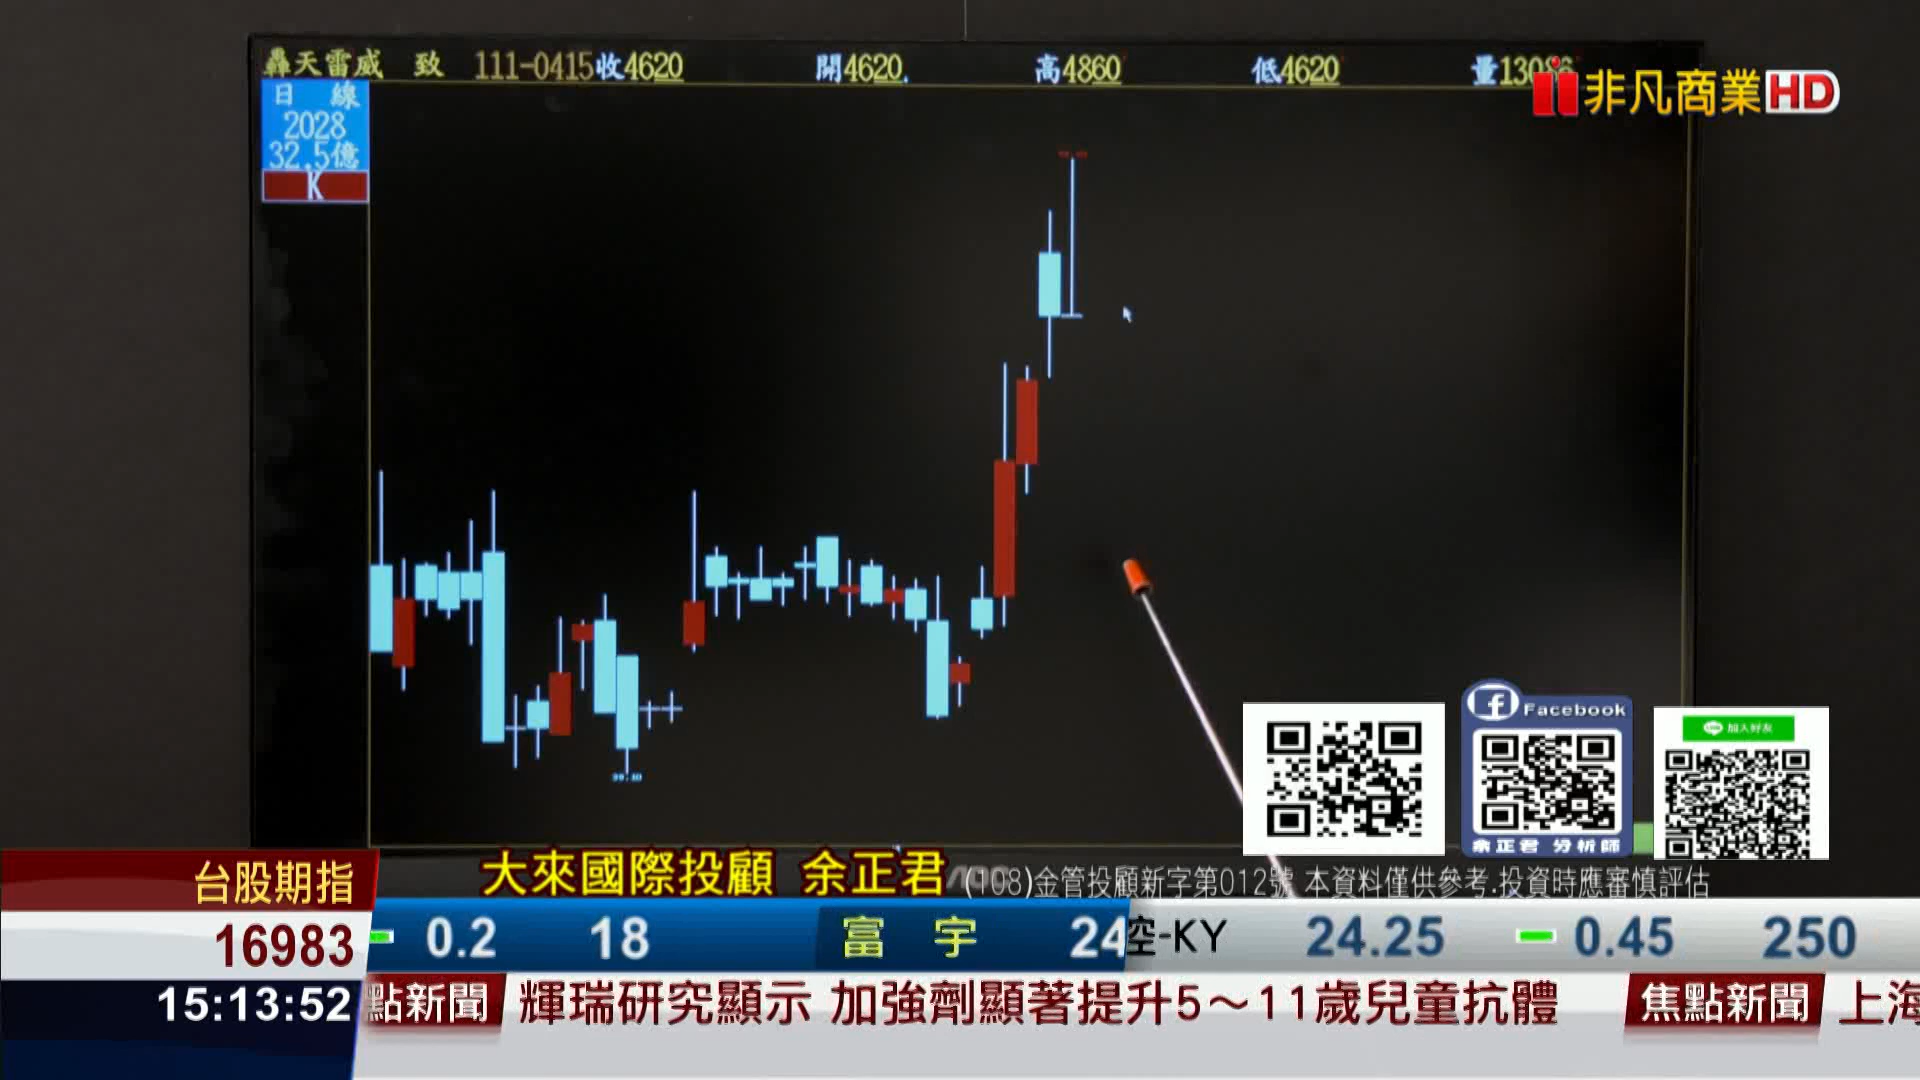 轟天雷威 致 111-0415收4620 開4620 高4860 低4620 量13086
非凡商業HD
日 線
2028
32.5億
K
Facebook
加入好友
余正君 分析師
大來國際投顧 余正君
(108)金管投顧新字第012號 本資料僅供參考.投資時應審慎評估
台股期指
16983
0.2 18 富 宇 24
控-KY 24.25 0.45 250
15:13:52
點新聞 輝瑞研究顯示 加強劑顯著提升5～11歲兒童抗體 焦點新聞 上海